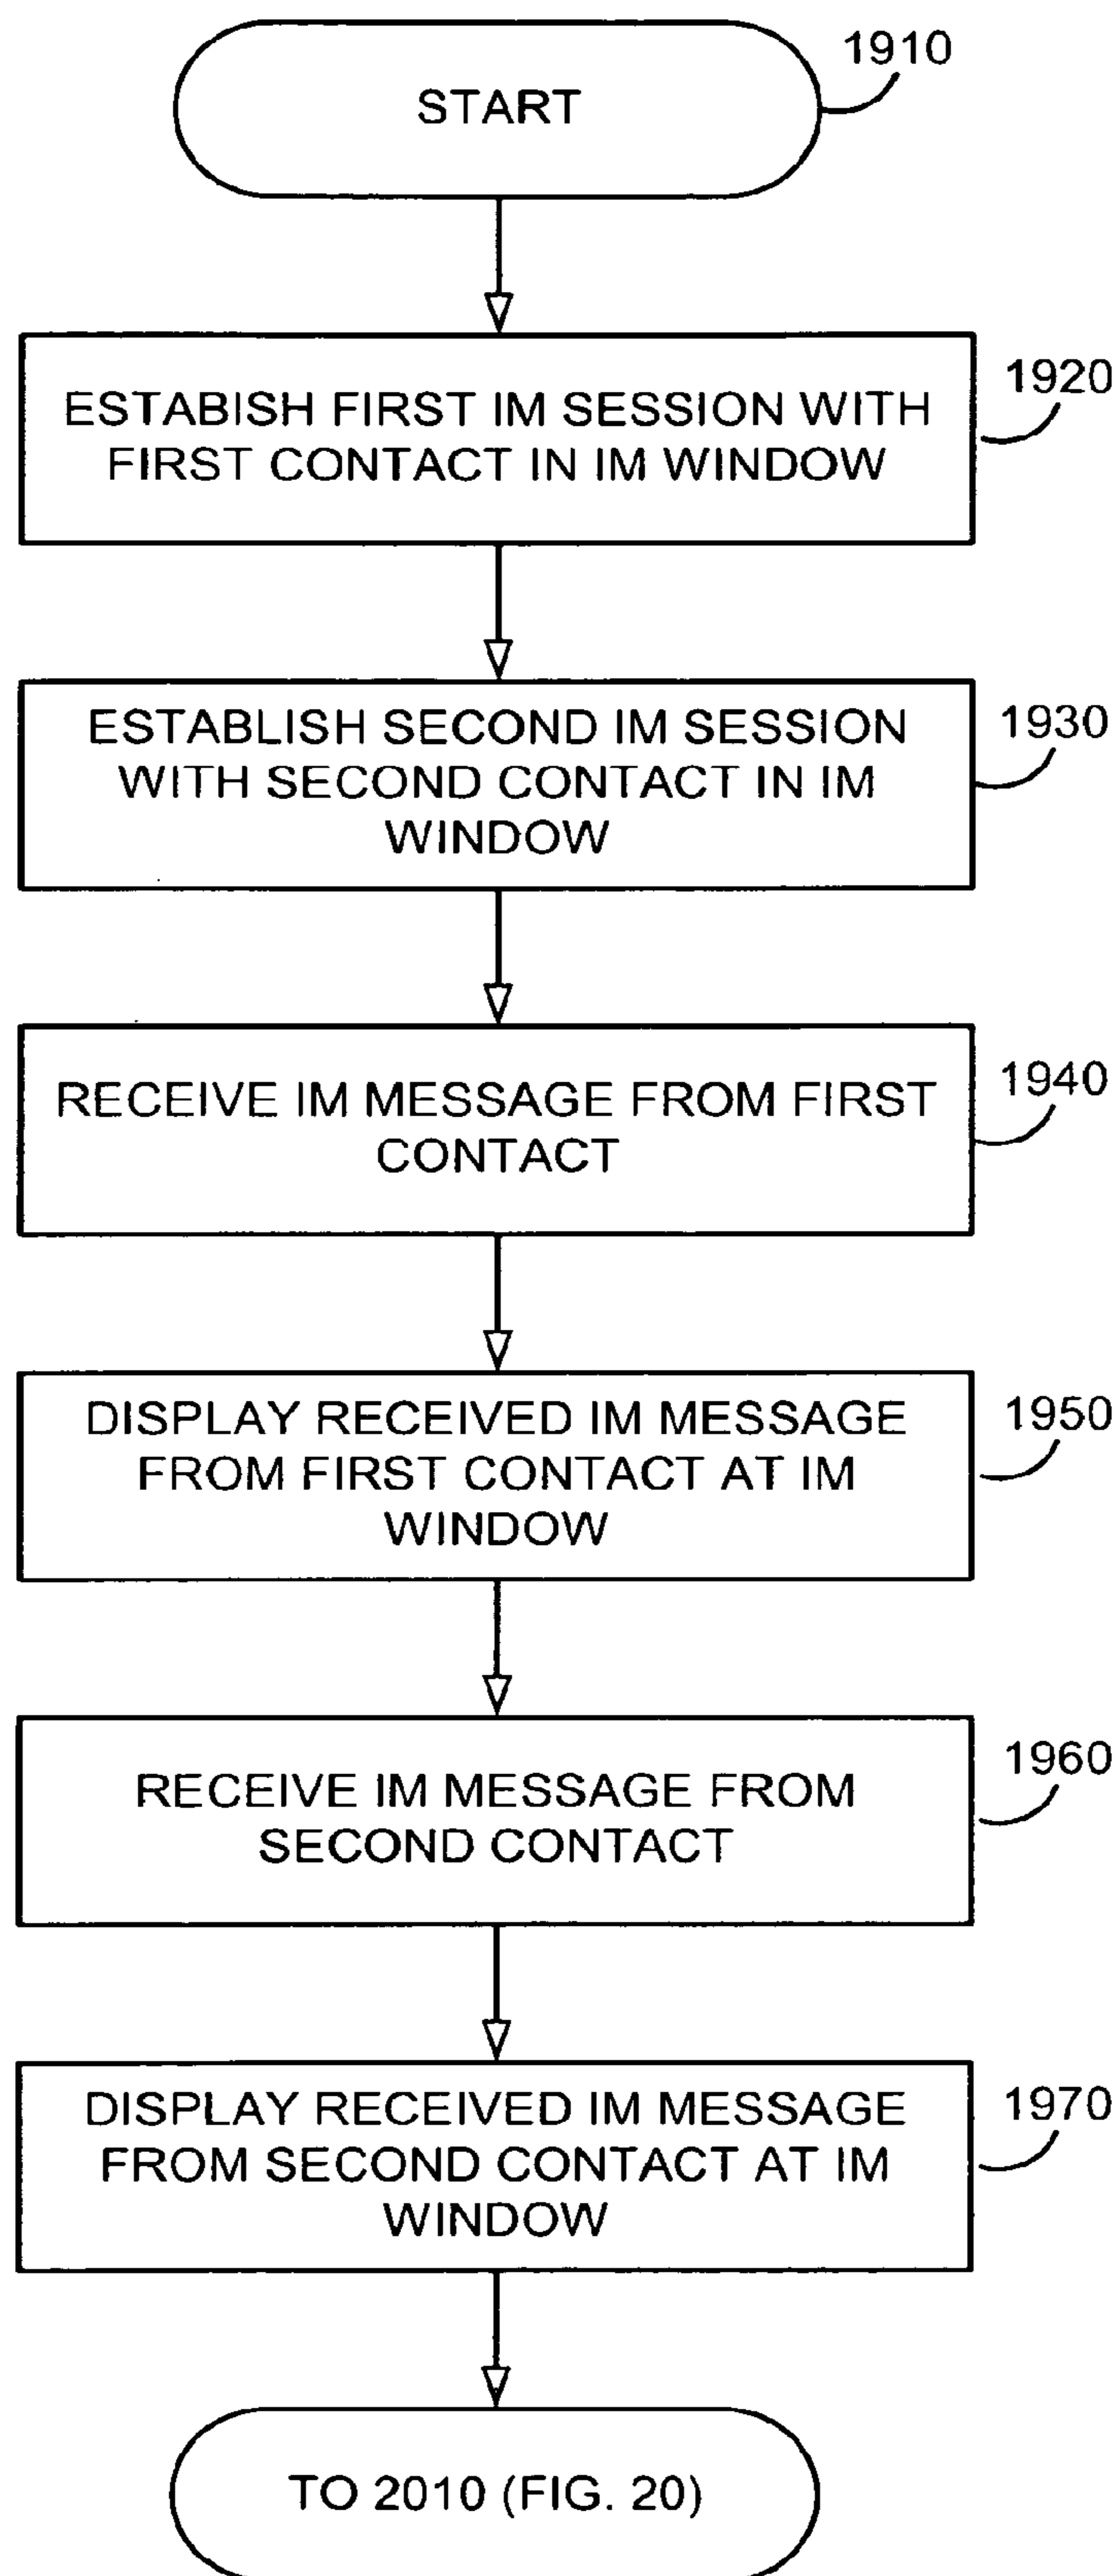 START
1910
ESTABISH FIRST IM SESSION WITH
FIRST CONTACT IN IM WINDOW
1920
ESTABLISH SECOND IM SESSION
WITH SECOND CONTACT IN IM
WINDOW
1930
RECEIVE IM MESSAGE FROM FIRST
CONTACT
1940
DISPLAY RECEIVED IM MESSAGE
FROM FIRST CONTACT AT IM
WINDOW
1950
RECEIVE IM MESSAGE FROM
SECOND CONTACT
1960
DISPLAY RECEIVED IM MESSAGE
FROM SECOND CONTACT AT IM
WINDOW
1970
TO 2010 (FIG. 20)